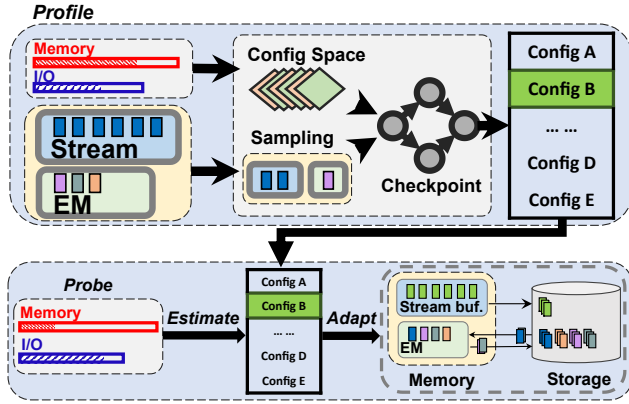 Profile
Memory
I/O
Stream
EM
Config Space
Sampling
Checkpoint
Config A
Config B
... ...
Config D
Config E
Probe
Memory
I/O
Estimate
Config A
Config B
... ...
Config D
Config E
Adapt
Stream buf.
EM
Memory
Storage